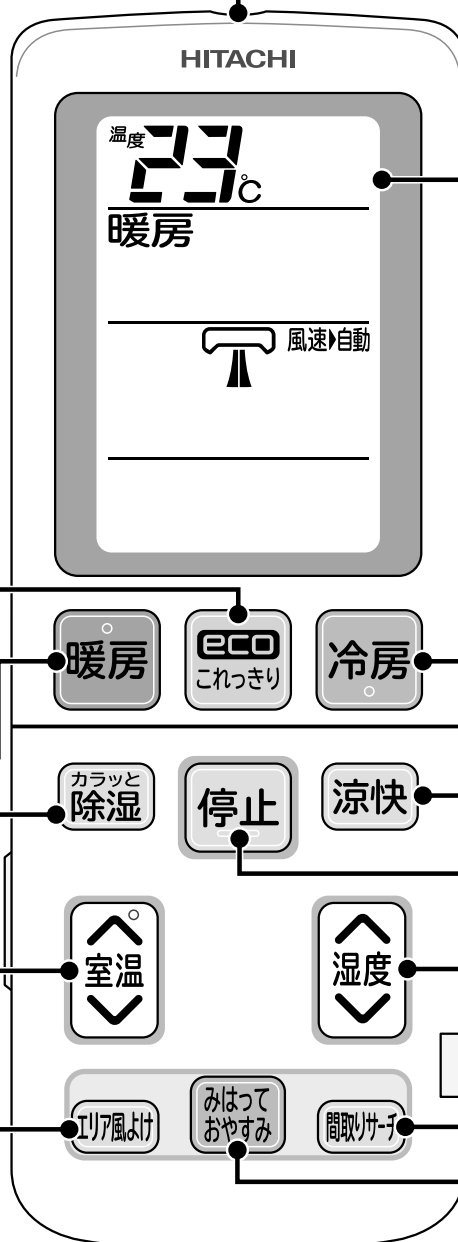 HITACHI
温度 23℃
暖房
風速▶自動
暖房
eco
これっきり
冷房
カラッと
除湿
停止
涼快
室温
湿度
エリア風よけ
みはって
おやすみ
間取りサーチ